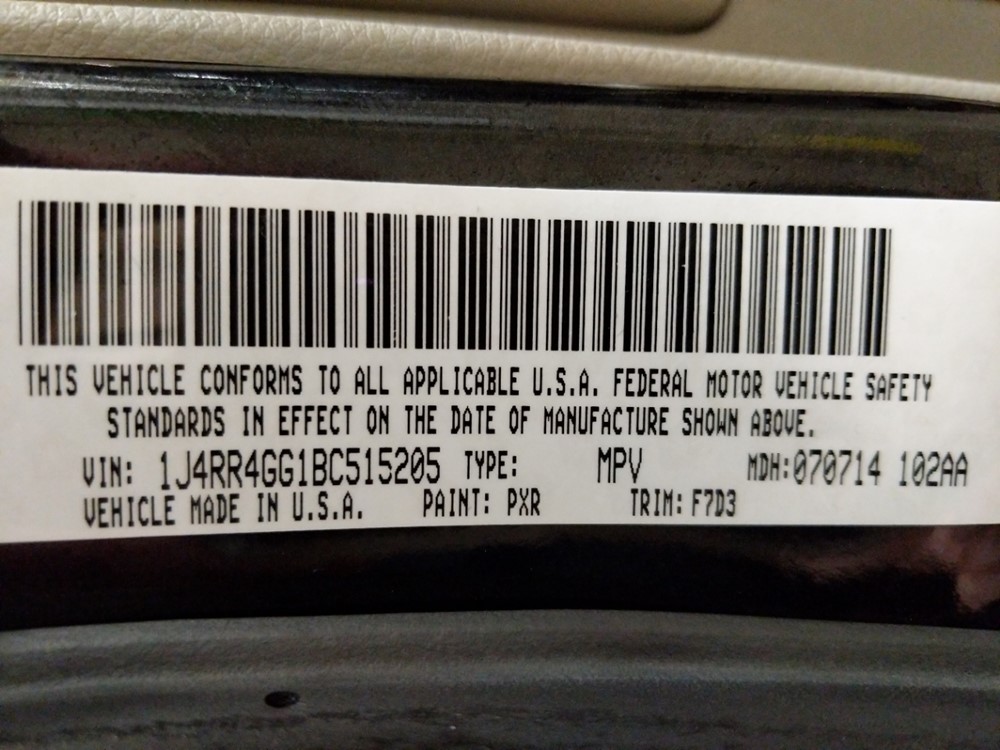 THIS VEHICLE CONFORMS TO ALL APPLICABLE U.S.A. FEDERAL MOTOR VEHICLE SAFETY
STANDARDS IN EFFECT ON THE DATE OF MANUFACTURE SHOWN ABOVE.
VIN: 1J4RR4GG1BC515205 TYPE: MPV MDH:070714 102AA
VEHICLE MADE IN U.S.A. PAINT: PXR TRIM: F7D3